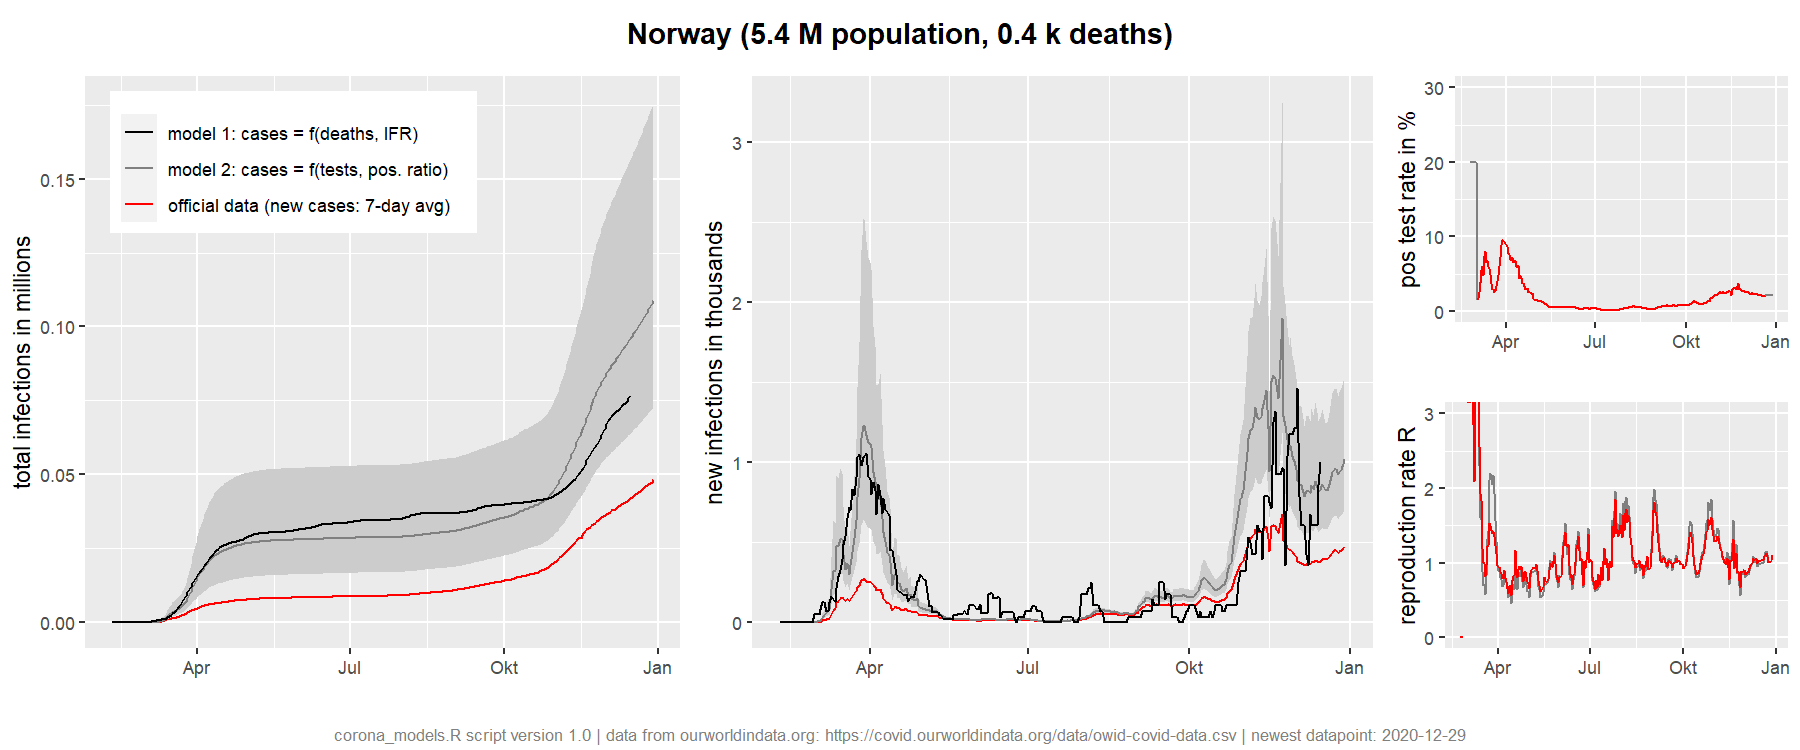 Norway (5.4 M population, 0.4 k deaths)
total infections in millions
0.15
0.10
0.05
0.00
model 1: cases = f(deaths, IFR)
model 2: cases = f(tests, pos. ratio)
official data (new cases: 7-day avg)
Apr
Jul
Okt
Jan
new infections in thousands
3
2
1
0
Apr
Jul
Okt
Jan
pos test rate in %
30
20
10
0
Apr
Jul
Okt
Jan
reproduction rate R
3
2
1
0
Apr
Jul
Okt
Jan
corona_models.R script version 1.0 | data from ourworldindata.org: https://covid.ourworldindata.org/data/owid-covid-data.csv | newest datapoint: 2020-12-29